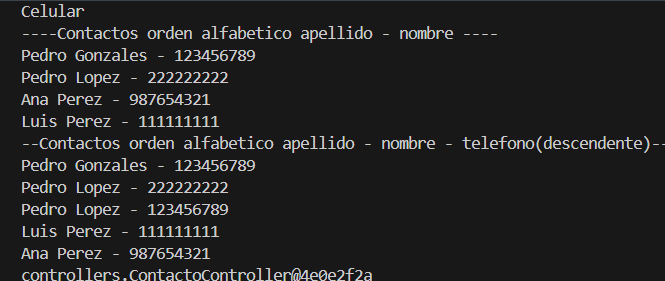 Celular
----Contactos orden alfabetico apellido - nombre ----
Pedro Gonzales - 123456789
Pedro Lopez - 222222222
Ana Perez - 987654321
Luis Perez - 111111111
--Contactos orden alfabetico apellido - nombre - telefono(descendente)--
Pedro Gonzales - 123456789
Pedro Lopez - 222222222
Pedro Lopez - 123456789
Luis Perez - 111111111
Ana Perez - 987654321
controllers.ContactoController@4e0e2f2a